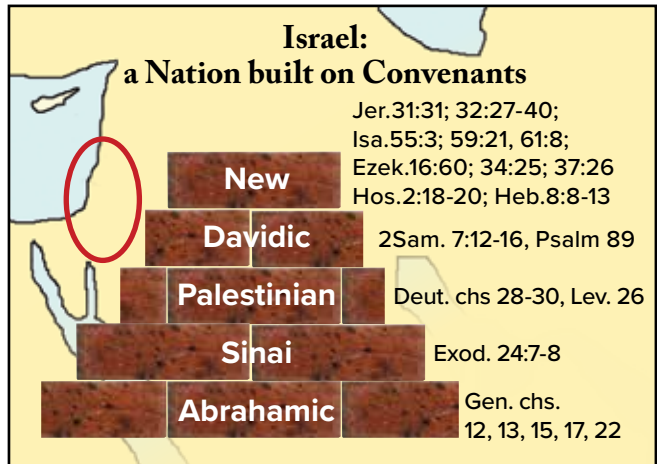 Israel:
a Nation built on Convenants
Jer.31:31; 32:27-40;
Isa.55:3; 59:21, 61:8;
Ezek.16:60; 34:25; 37:26
Hos.2:18-20; Heb.8:8-13
New
Davidic
2Sam. 7:12-16, Psalm 89
Palestinian
Deut. chs 28-30, Lev. 26
Sinai
Exod. 24:7-8
Abrahamic
Gen. chs.
12, 13, 15, 17, 22